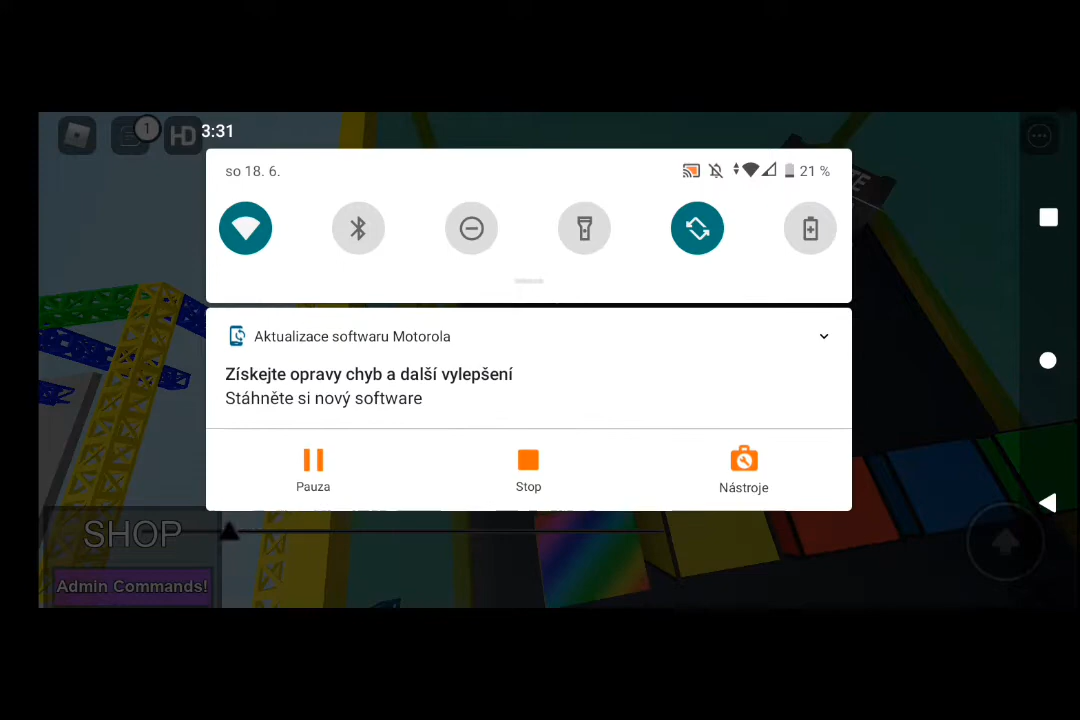 1
HD
3:31
so 18. 6.
21 %
Aktualizace softwaru Motorola
Získejte opravy chyb a další vylepšení
Stáhněte si nový software
Pauza
Stop
Nástroje
SHOP
Admin Commands!